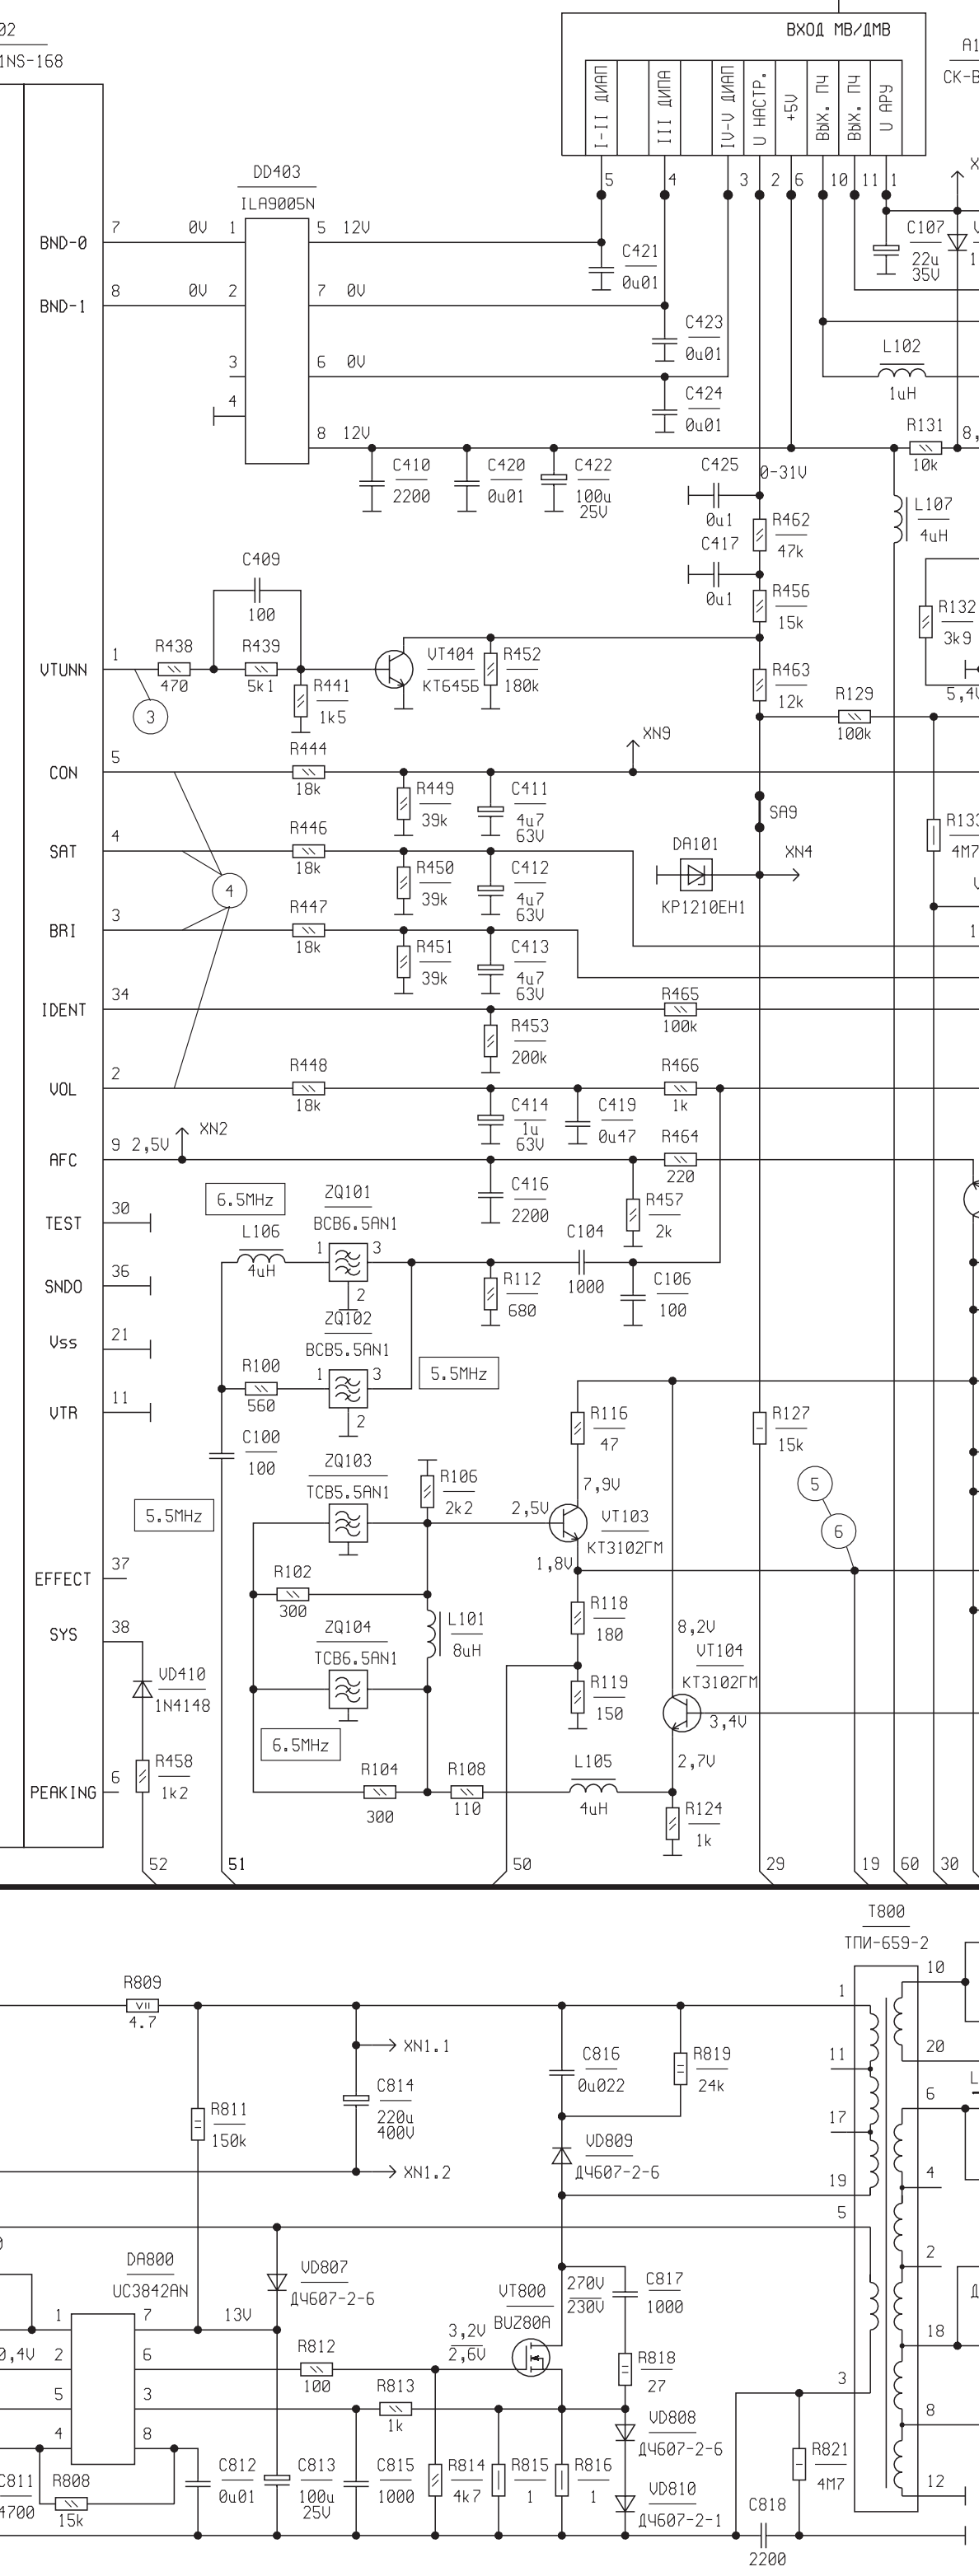 02
1NS-168
ВХОД МВ/ДМВ
A1
СК-В
I-II ДИАП
III ДИПА
IV-V ДИАП
U НАСТР.
+5V
ВЫХ. ПЧ
ВЫХ. ПЧ
U АРУ
5 4 3 2 6 10 11 1
DD403
ILA9005N
BND-0 7 0V 1 5 12V
C421
0u01
C107
22u
35V
BND-1 8 0V 2 7 0V
C423
0u01
L102
1uH
3 6 0V
C424
0u01
4
8 12V
R131
10k
8,
C410
2200
C420
0u01
C422
100u
25V
C425
0u1
0-31V
R462
47k
L107
4uH
C417
0u1
R456
15k
R132
3k9
5,4V
C409
100
VTUNN 1
R438
470
R439
5k1
R441
1k5
VT404
КТ645Б
R452
180k
R463
12k
R129
100k
3
CON 5
R444
18k
XN9
R449
39k
C411
4u7
63V
SA9
R133
4M7
SAT 4
R446
18k
DA101
КР1210ЕН1
XN4
4
R450
39k
C412
4u7
63V
BRI 3
R447
18k
R451
39k
C413
4u7
63V
1
IDENT 34
R465
100k
R453
200k
VOL 2
R448
18k
R466
1k
C414
1u
63V
C419
0u47
AFC 9 2,5V
XN2
R464
220
C416
2200
R457
2k
TEST 30
6.5MHz
L106
4uH
ZQ101
BCB6.5AN1
1 3
2
C104
1000
C106
100
R112
680
SNDO 36
Vss 21
ZQ102
BCB5.5AN1
1 3
2
5.5MHz
R100
560
VTR 11
C100
100
R116
47
R127
15k
5.5MHz
ZQ103
TCB5.5AN1
R106
2k2
7,9V
2,5V
VT103
КТ3102ГМ
1,8V
5
6
EFFECT 37
R102
300
SYS 38
ZQ104
TCB6.5AN1
L101
8uH
R118
180
8,2V
VT104
КТ3102ГМ
VD410
1N4148
6.5MHz
R119
150
3,4V
2,7V
PEAKING 6
R458
1k2
R104
300
R108
110
L105
4uH
R124
1k
52 51 50 29 19 60 30
T800
ТПИ-659-2
R809
VII
4.7
1 10
XN1.1
C814
220u
400V
C816
0u022
R819
24k
11 20
L
R811
150k
17 6
VD809
ДЧ607-2-6
XN1.2
19 4
5
DA800
UC3842AN
VD807
ДЧ607-2-6
VT800
BUZ80A
270V
230V
C817
1000
2
1 7 13V
3,2V
2,6V
18
0,4V 2 6
R812
100
R818
27
3
5 3
R813
1k
VD808
ДЧ607-2-6
8
4 8
C811
4700
R808
15k
C812
0u01
C813
100u
25V
C815
1000
R814
4k7
R815
1
R816
1
VD810
ДЧ607-2-1
R821
4M7
12
C818
2200